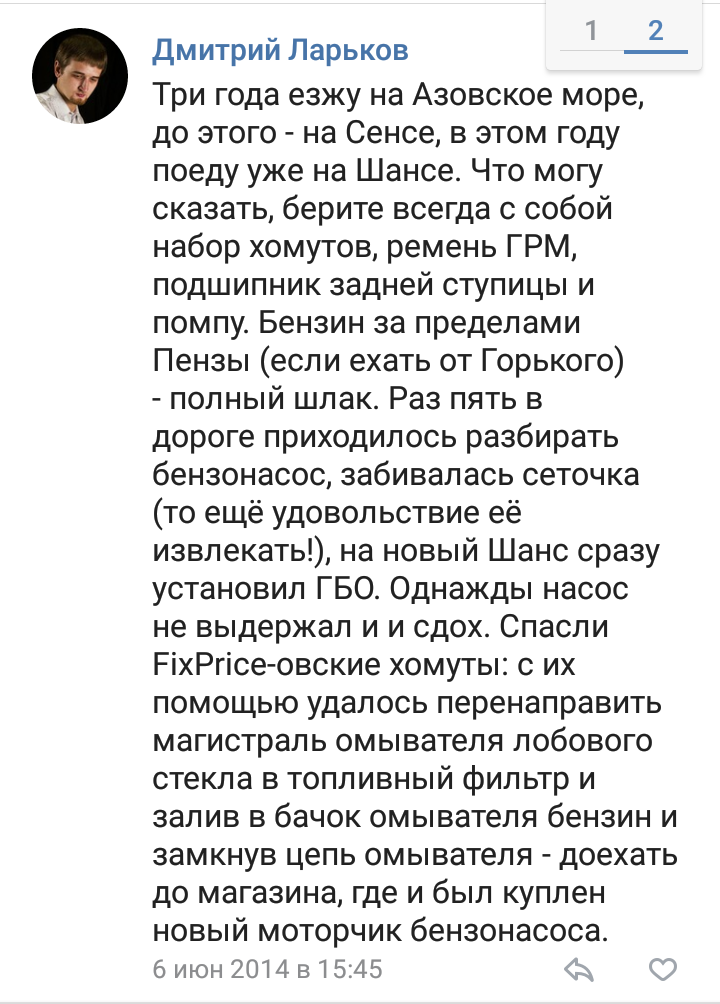 1 2
Дмитрий Ларьков
Три года езжу на Азовское море,
до этого - на Сенсе, в этом году
поеду уже на Шансе. Что могу
сказать, берите всегда с собой
набор хомутов, ремень ГРМ,
подшипник задней ступицы и
помпу. Бензин за пределами
Пензы (если ехать от Горького)
- полный шлак. Раз пять в
дороге приходилось разбирать
бензонасос, забивалась сеточка
(то ещё удовольствие её
извлекать!), на новый Шанс сразу
установил ГБО. Однажды насос
не выдержал и и сдох. Спасли
FixPrice-овские хомуты: с их
помощью удалось перенаправить
магистраль омывателя лобового
стекла в топливный фильтр и
залив в бачок омывателя бензин и
замкнув цепь омывателя - доехать
до магазина, где и был куплен
новый моторчик бензонасоса.
6 июн 2014 в 15:45